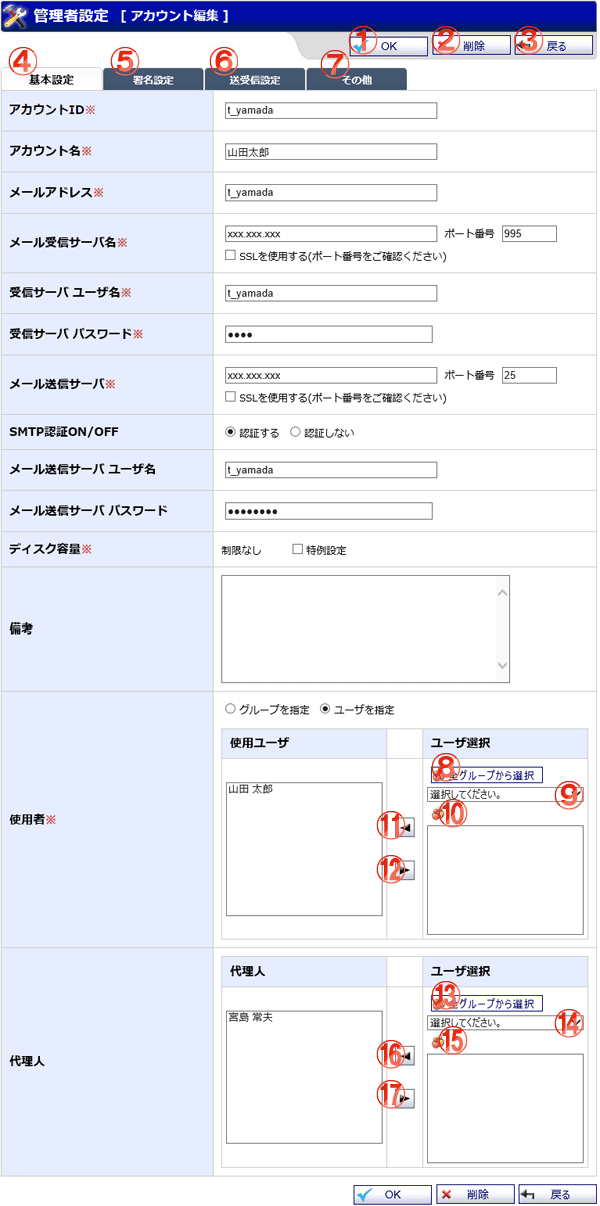 管理者設定 [ アカウント編集 ]
① OK ② 削除 ③ 戻る
④ ⑤ ⑥ ⑦
基本設定 署名設定 送受信設定 その他
アカウントID※ t_yamada
アカウント名※ 山田太郎
メールアドレス※ t_yamada
メール受信サーバ名※ xxx.xxx.xxx ポート番号 995
SSLを使用する(ポート番号をご確認ください)
受信サーバ ユーザ名※ t_yamada
受信サーバ パスワード※ ●●●●
メール送信サーバ※ xxx.xxx.xxx ポート番号 25
SSLを使用する(ポート番号をご確認ください)
SMTP認証ON/OFF 認証する 認証しない
メール送信サーバ ユーザ名 t_yamada
メール送信サーバ パスワード ●●●●●●●●
ディスク容量※ 制限なし 特例設定
備考
使用者※ グループを指定 ユーザを指定
使用ユーザ ユーザ選択
⑧ 全グループから選択
山田 太郎 選択してください。 ⑨
⑩
⑪
⑫
代理人
代理人 ユーザ選択
⑬ 全グループから選択
宮島 常夫 選択してください。 ⑭
⑮
⑯
⑰
OK 削除 戻る